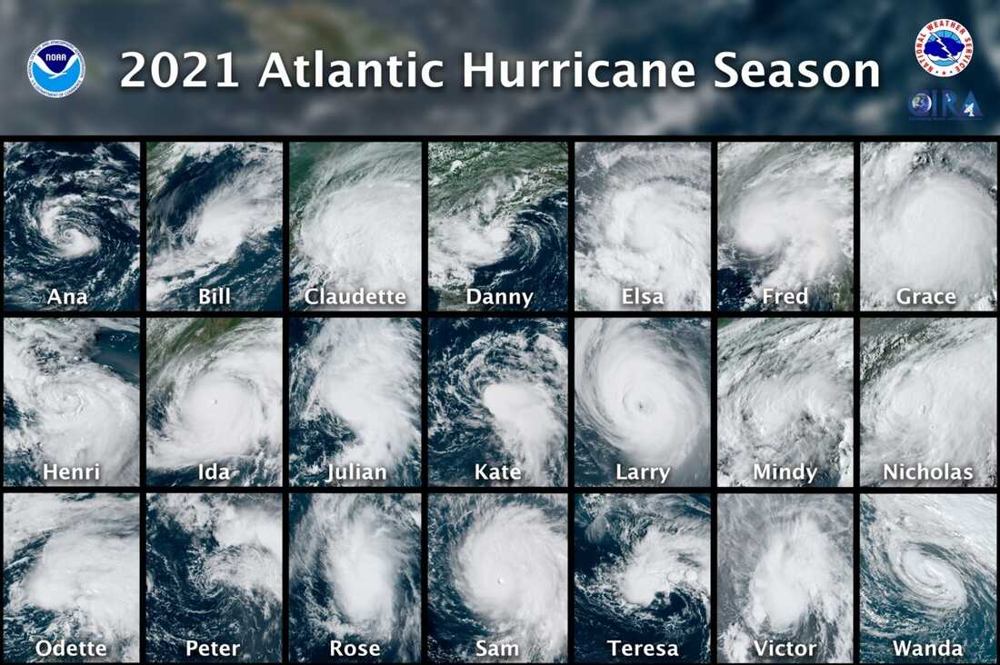 NOAA
2021 Atlantic Hurricane Season
NATIONAL WEATHER SERVICE
CIRA
Ana
Bill
Claudette
Danny
Elsa
Fred
Grace
Henri
Ida
Julian
Kate
Larry
Mindy
Nicholas
Odette
Peter
Rose
Sam
Teresa
Victor
Wanda